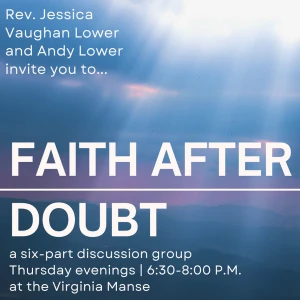 Rev. Jessica
Vaughan Lower
and Andy Lower
invite you to...
FAITH AFTER
DOUBT
a six-part discussion group
Thursday evenings | 6:30-8:00 P.M.
at the Virginia Manse